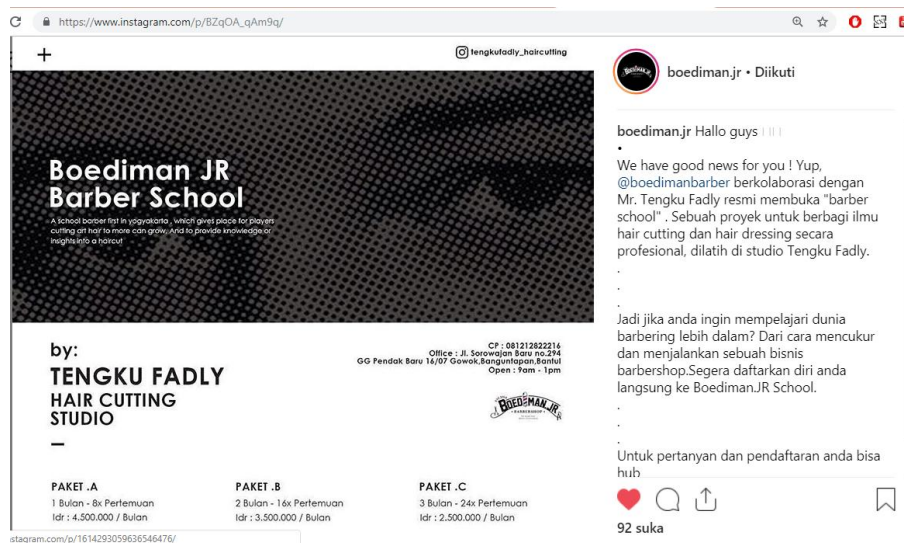 https://www.instagram.com/p/BZqOA_qAm9q/
tengkufadly_haircutting
Boediman JR
Barber School
A school barber first in yogyakarta , which gives place for players
cutting art hair to more can grow. And to provide knowledge or
insights into a haircut
by:
TENGKU FADLY
HAIR CUTTING
STUDIO
CP : 081212822216
Office : Jl. Sorowajan Baru no.294
GG Pendak Baru 16/07 Gowok,Banguntapan,Bantul
Open : 9am - 1pm
BOEDIMAN.JR
BARBERSHOP
PAKET .A
1 Bulan - 8x Pertemuan
Idr : 4.500.000 / Bulan
PAKET .B
2 Bulan - 16x Pertemuan
Idr : 3.500.000 / Bulan
PAKET .C
3 Bulan - 24x Pertemuan
Idr : 2.500.000 / Bulan
boediman.jr • Diikuti
boediman.jr Hallo guys
•
We have good news for you ! Yup,
@boedimanbarber berkolaborasi dengan
Mr. Tengku Fadly resmi membuka "barber
school" . Sebuah proyek untuk berbagi ilmu
hair cutting dan hair dressing secara
profesional, dilatih di studio Tengku Fadly.
.
.
.
Jadi jika anda ingin mempelajari dunia
barbering lebih dalam? Dari cara mencukur
dan menjalankan sebuah bisnis
barbershop.Segera daftarkan diri anda
langsung ke Boediman.JR School.
.
.
.
Untuk pertanyan dan pendaftaran anda bisa
hub
92 suka
stagram.com/p/1614293059636546476/